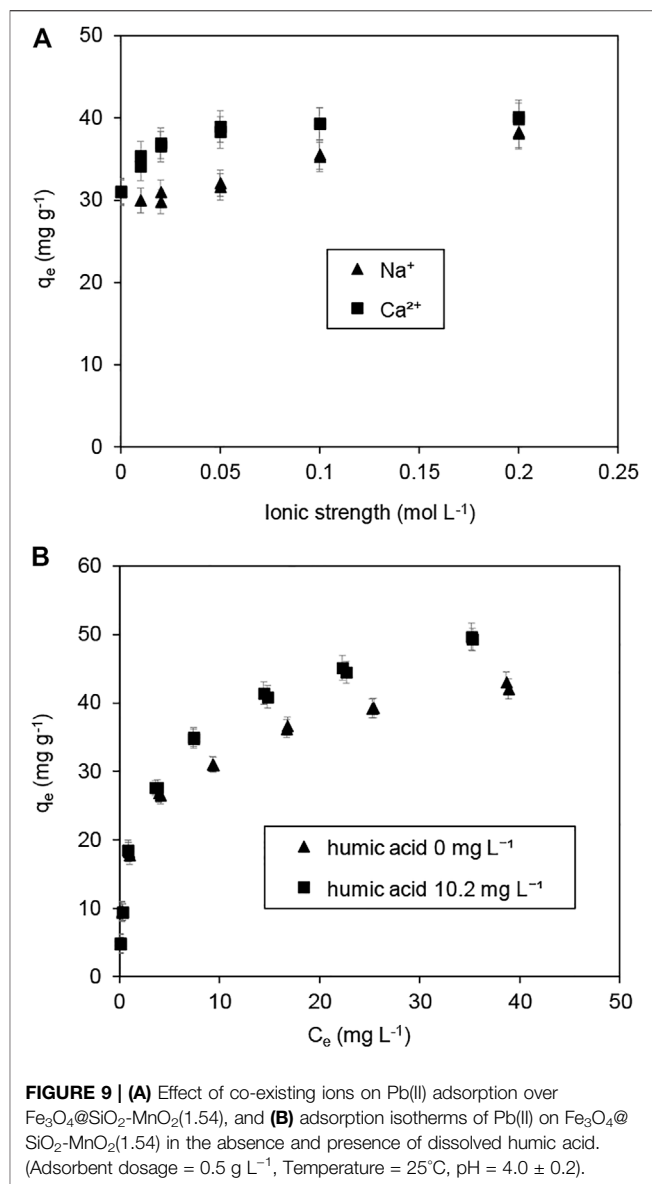 A
50
40
30
20
10
0
qₑ (mg g⁻¹)
▲ Na⁺
■ Ca²⁺
0 0.05 0.1 0.15 0.2 0.25
Ionic strength (mol L⁻¹)
B
60
50
40
30
20
10
0
qₑ (mg g⁻¹)
▲ humic acid 0 mg L⁻¹
■ humic acid 10.2 mg L⁻¹
0 10 20 30 40 50
Cₑ (mg L⁻¹)
FIGURE 9 | (A) Effect of co-existing ions on Pb(II) adsorption over
Fe₃O₄@SiO₂-MnO₂(1.54), and (B) adsorption isotherms of Pb(II) on Fe₃O₄@
SiO₂-MnO₂(1.54) in the absence and presence of dissolved humic acid.
(Adsorbent dosage = 0.5 g L⁻¹, Temperature = 25°C, pH = 4.0 ± 0.2).